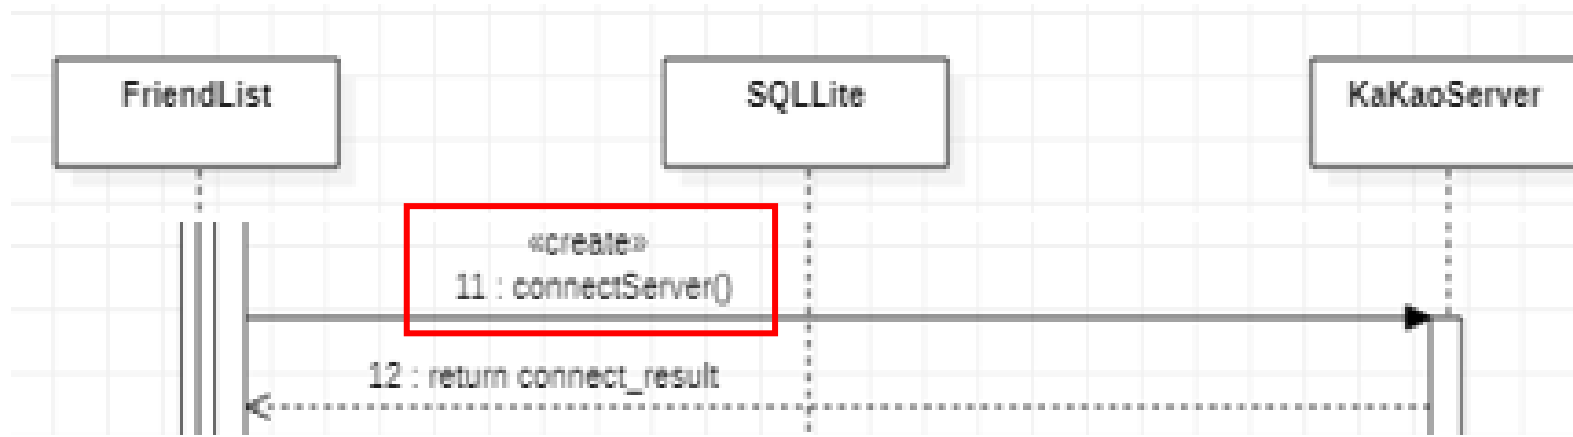 FriendList
SQLLite
KaKaoServer
«create»
11 : connectServer()
12 : return connect_result